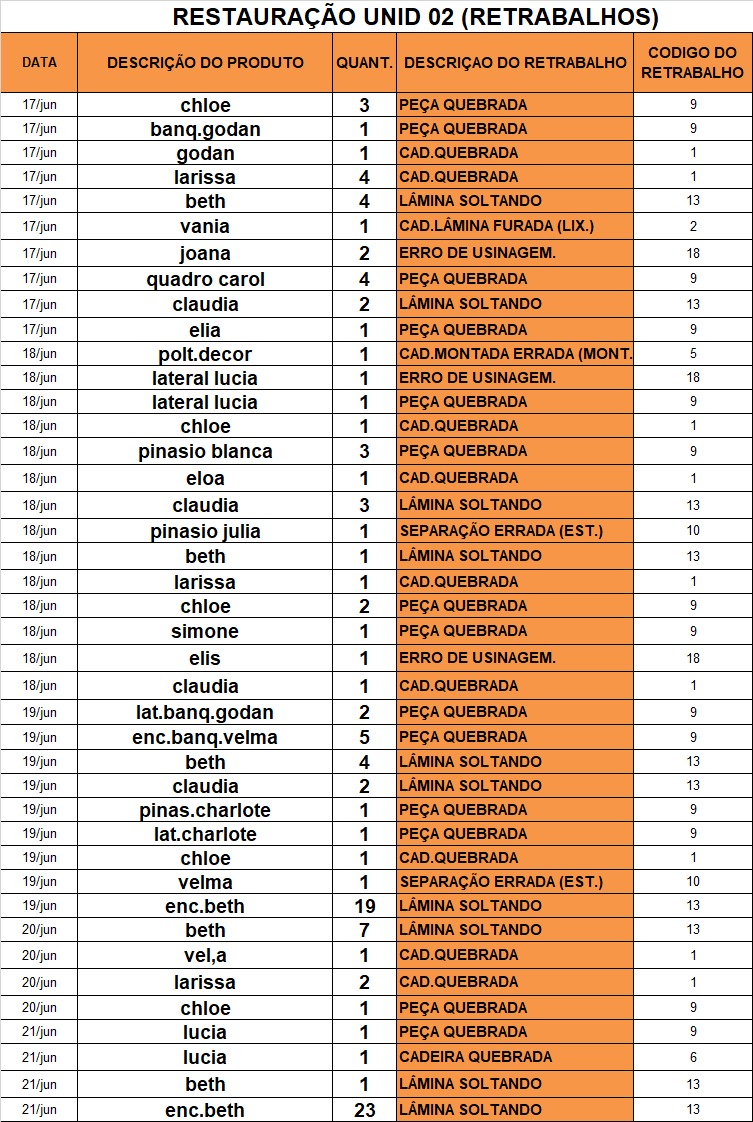 RESTAURAÇÃO UNID 02 (RETRABALHOS)
DATA DESCRIÇÃO DO PRODUTO QUANT. DESCRIÇAO DO RETRABALHO CODIGO DO RETRABALHO
17/jun chloe 3 PEÇA QUEBRADA 9
17/jun banq.godan 1 PEÇA QUEBRADA 9
17/jun godan 1 CAD.QUEBRADA 1
17/jun larissa 4 CAD.QUEBRADA 1
17/jun beth 4 LÂMINA SOLTANDO 13
17/jun vania 1 CAD.LÂMINA FURADA (LIX.) 2
17/jun joana 2 ERRO DE USINAGEM. 18
17/jun quadro carol 4 PEÇA QUEBRADA 9
17/jun claudia 2 LÂMINA SOLTANDO 13
17/jun elia 1 PEÇA QUEBRADA 9
18/jun polt.decor 1 CAD.MONTADA ERRADA (MONT. 5
18/jun lateral lucia 1 ERRO DE USINAGEM. 18
18/jun lateral lucia 1 PEÇA QUEBRADA 9
18/jun chloe 1 CAD.QUEBRADA 1
18/jun pinasio blanca 3 PEÇA QUEBRADA 9
18/jun eloa 1 CAD.QUEBRADA 1
18/jun claudia 3 LÂMINA SOLTANDO 13
18/jun pinasio julia 1 SEPARAÇÃO ERRADA (EST.) 10
18/jun beth 1 LÂMINA SOLTANDO 13
18/jun larissa 1 CAD.QUEBRADA 1
18/jun chloe 2 PEÇA QUEBRADA 9
18/jun simone 1 PEÇA QUEBRADA 9
18/jun elis 1 ERRO DE USINAGEM. 18
18/jun claudia 1 CAD.QUEBRADA 1
19/jun lat.banq.godan 2 PEÇA QUEBRADA 9
19/jun enc.banq.velma 5 PEÇA QUEBRADA 9
19/jun beth 4 LÂMINA SOLTANDO 13
19/jun claudia 2 LÂMINA SOLTANDO 13
19/jun pinas.charlote 1 PEÇA QUEBRADA 9
19/jun lat.charlote 1 PEÇA QUEBRADA 9
19/jun chloe 1 CAD.QUEBRADA 1
19/jun velma 1 SEPARAÇÃO ERRADA (EST.) 10
19/jun enc.beth 19 LÂMINA SOLTANDO 13
20/jun beth 7 LÂMINA SOLTANDO 13
20/jun vel,a 1 CAD.QUEBRADA 1
20/jun larissa 2 CAD.QUEBRADA 1
20/jun chloe 1 PEÇA QUEBRADA 9
21/jun lucia 1 PEÇA QUEBRADA 9
21/jun lucia 1 CADEIRA QUEBRADA 6
21/jun beth 1 LÂMINA SOLTANDO 13
21/jun enc.beth 23 LÂMINA SOLTANDO 13